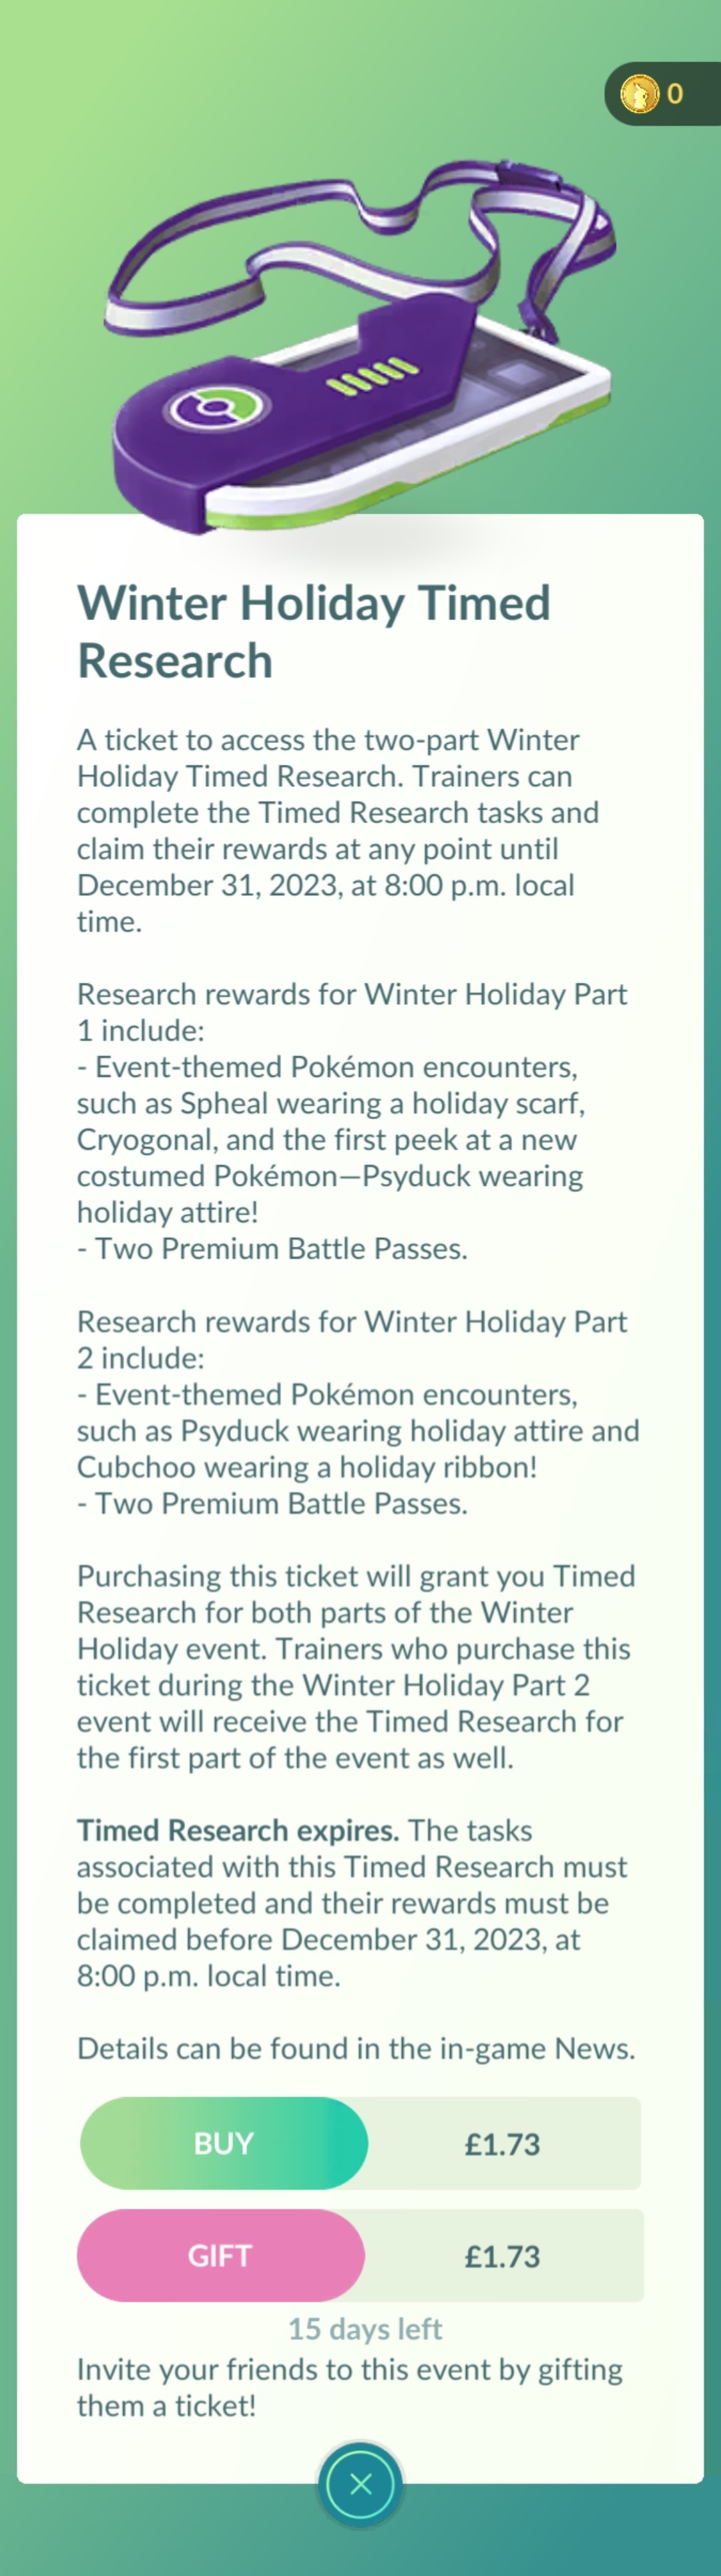 0
Winter Holiday Timed
Research
A ticket to access the two-part Winter
Holiday Timed Research. Trainers can
complete the Timed Research tasks and
claim their rewards at any point until
December 31, 2023, at 8:00 p.m. local
time.
Research rewards for Winter Holiday Part
1 include:
- Event-themed Pokémon encounters,
such as Spheal wearing a holiday scarf,
Cryogonal, and the first peek at a new
costumed Pokémon—Psyduck wearing
holiday attire!
- Two Premium Battle Passes.
Research rewards for Winter Holiday Part
2 include:
- Event-themed Pokémon encounters,
such as Psyduck wearing holiday attire and
Cubchoo wearing a holiday ribbon!
- Two Premium Battle Passes.
Purchasing this ticket will grant you Timed
Research for both parts of the Winter
Holiday event. Trainers who purchase this
ticket during the Winter Holiday Part 2
event will receive the Timed Research for
the first part of the event as well.
Timed Research expires. The tasks
associated with this Timed Research must
be completed and their rewards must be
claimed before December 31, 2023, at
8:00 p.m. local time.
Details can be found in the in-game News.
BUY £1.73
GIFT £1.73
15 days left
Invite your friends to this event by gifting
them a ticket!